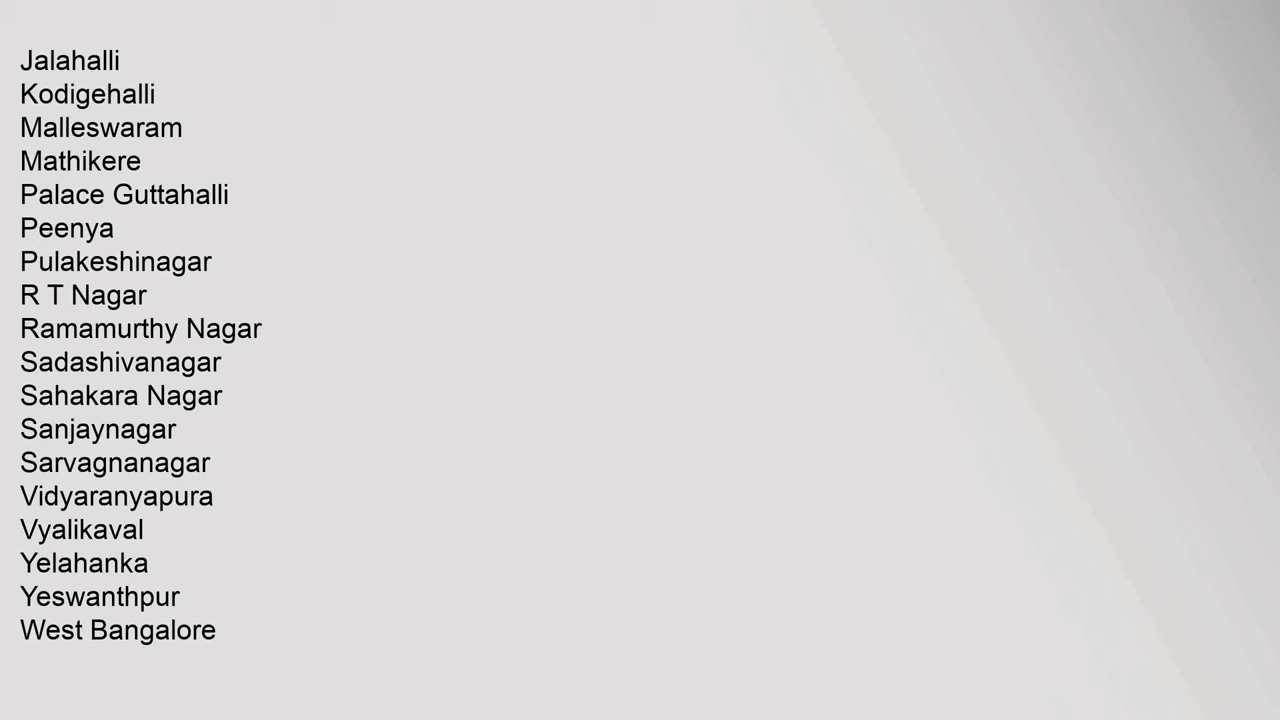 Jalahalli
Kodigehalli
Malleswaram
Mathikere
Palace Guttahalli
Peenya
Pulakeshinagar
R T Nagar
Ramamurthy Nagar
Sadashivanagar
Sahakara Nagar
Sanjaynagar
Sarvagnanagar
Vidyaranyapura
Vyalikaval
Yelahanka
Yeswanthpur
West Bangalore